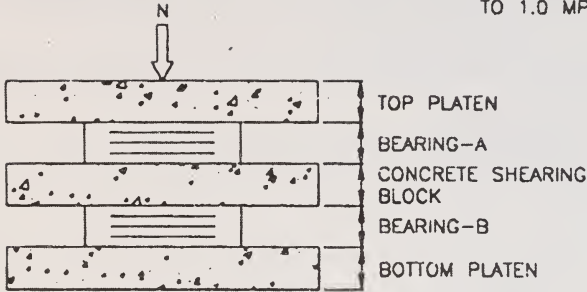 TO 1.0 MP
N
TOP PLATEN
BEARING-A
CONCRETE SHEARING
BLOCK
BEARING-B
BOTTOM PLATEN